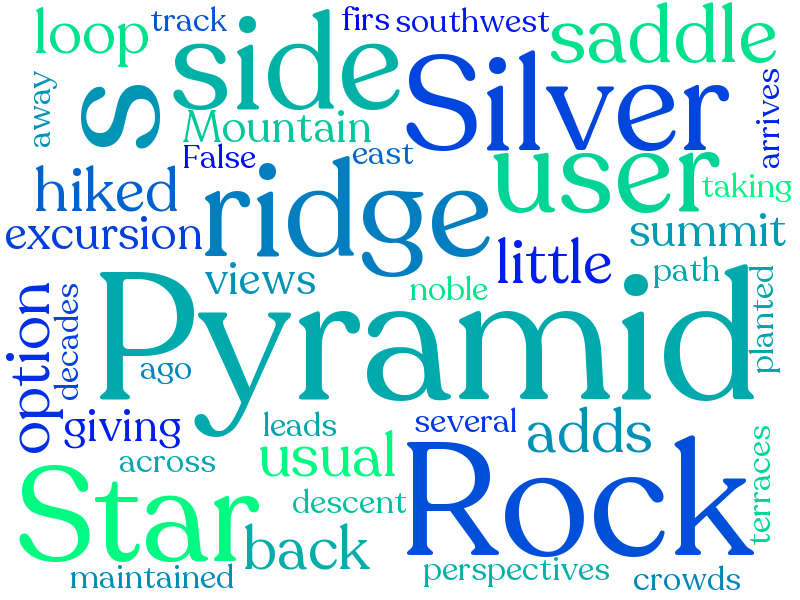 loop
track
side
firs
southwest
saddle
away
s
Mountain
Silver
arrives
False
east
user
taking
hiked
ridge
excursion
little
summit
views
path
noble
option
decades
Pyramid
planted
ago
giving
leads
several
adds
across
usual
Star
descent
Rock
terraces
back
maintained
perspectives
crowds